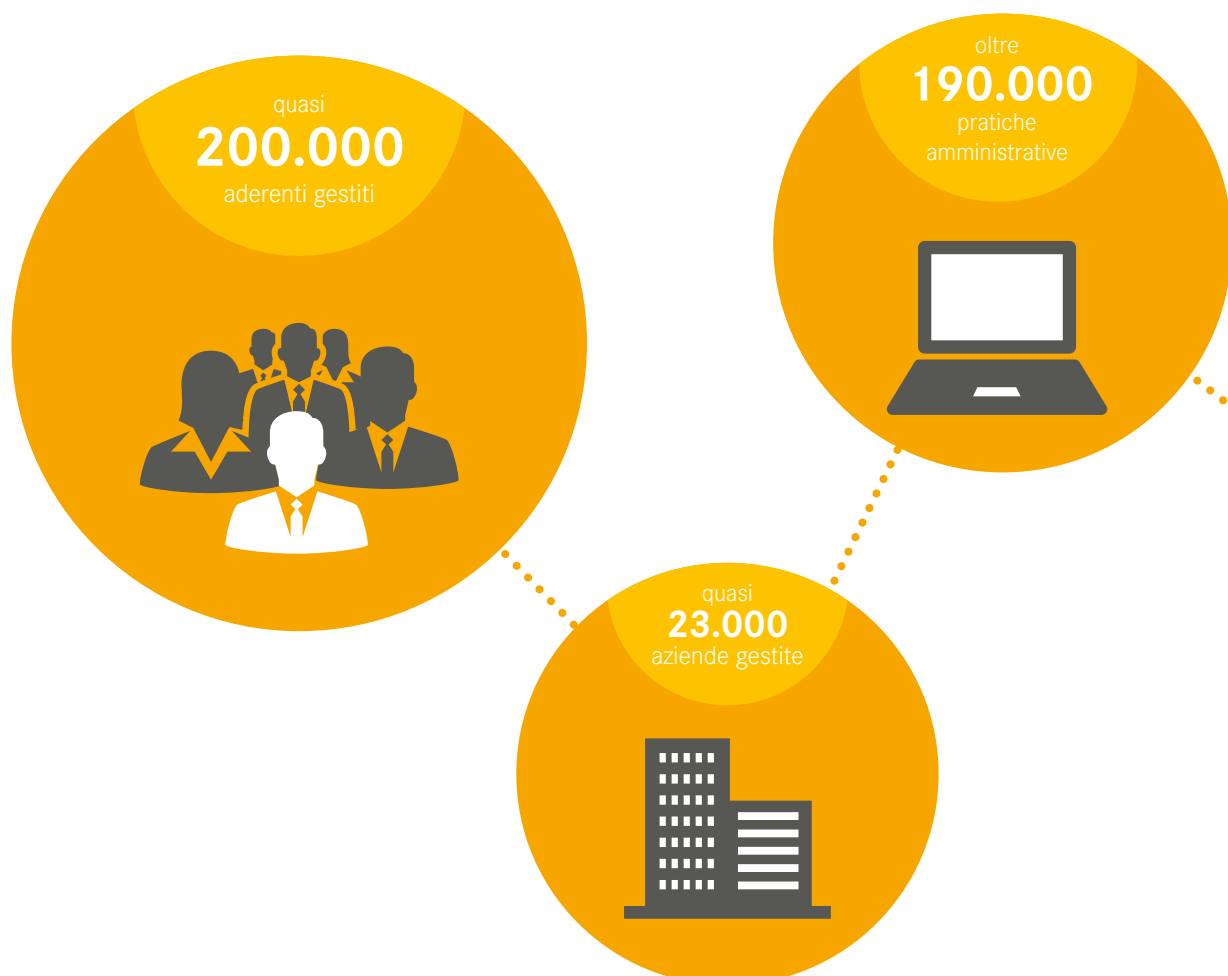 quasi
200.000
aderenti gestiti
oltre
190.000
pratiche
amministrative
quasi
23.000
aziende gestite